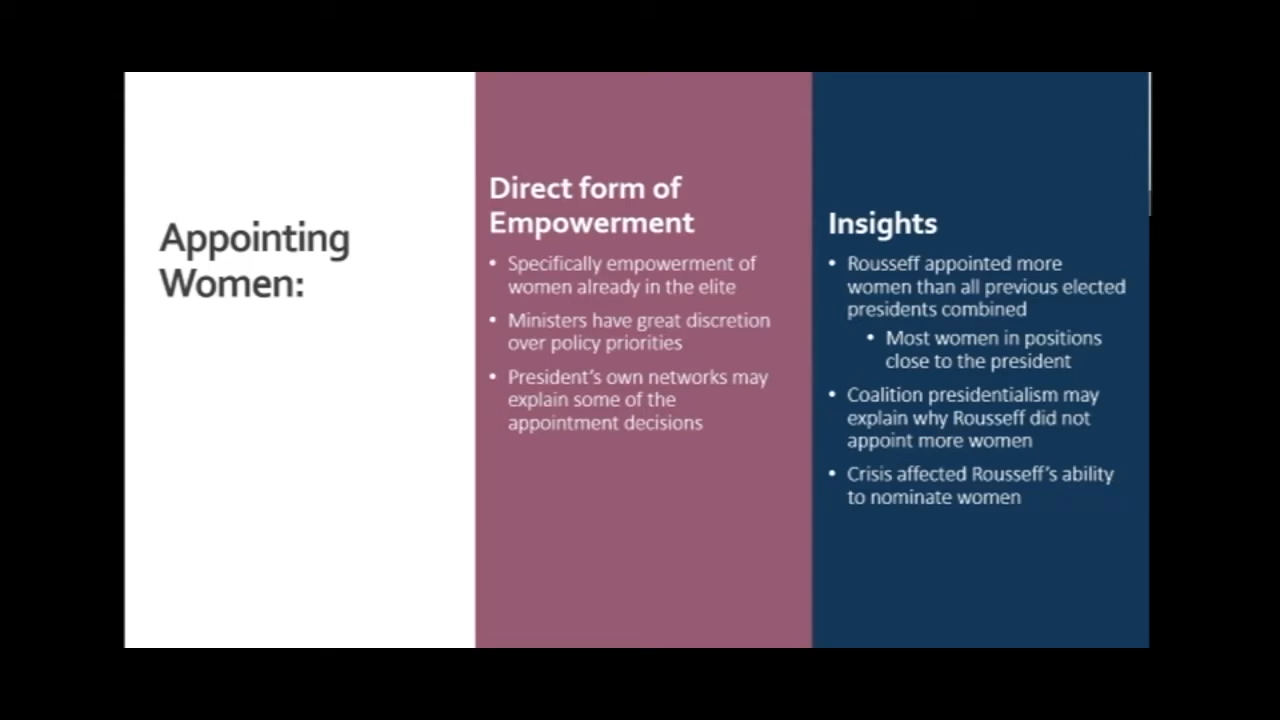 Appointing
Women:
Direct form of
Empowerment
• Specifically empowerment of
women already in the elite
• Ministers have great discretion
over policy priorities
• President's own networks may
explain some of the
appointment decisions
Insights
• Rousseff appointed more
women than all previous elected
presidents combined
• Most women in positions
close to the president
• Coalition presidentialism may
explain why Rousseff did not
appoint more women
• Crisis affected Rousseff's ability
to nominate women